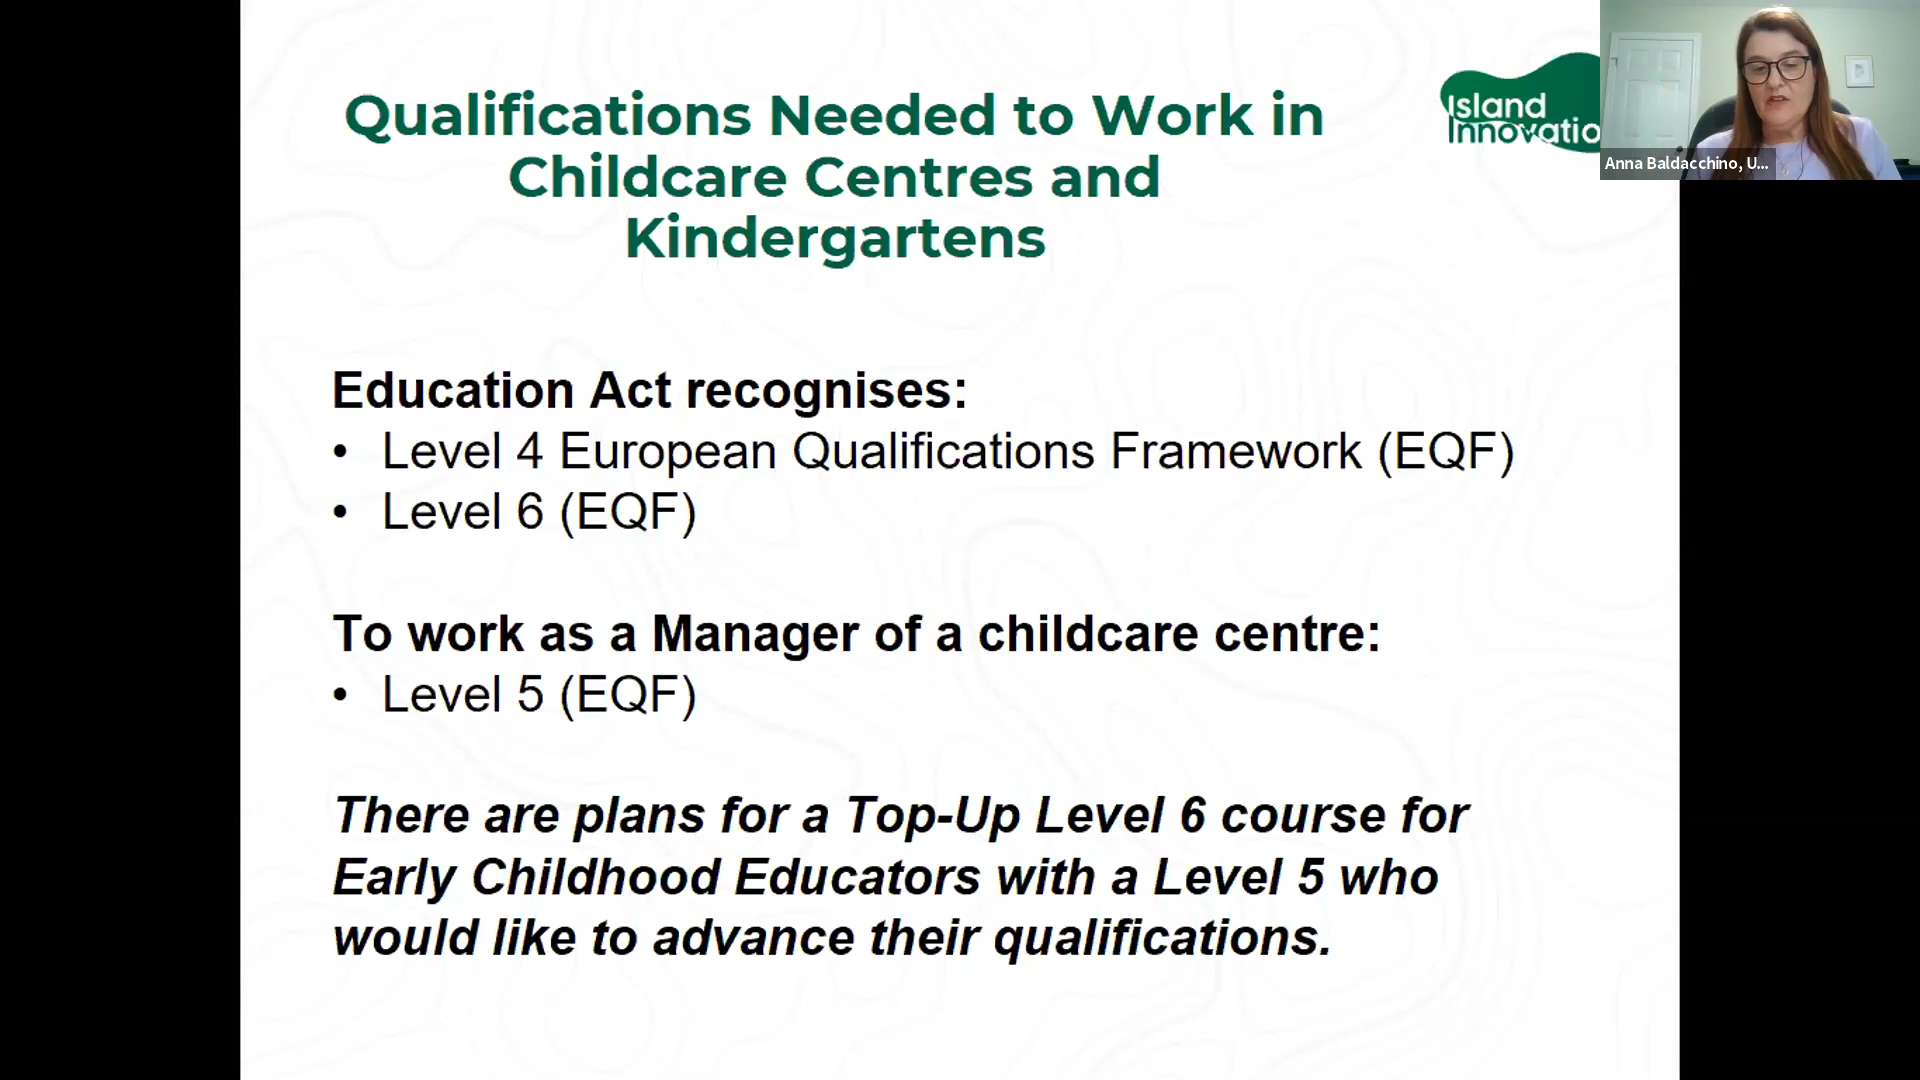 Qualifications Needed to Work in
Childcare Centres and
Kindergartens
Island
Innovatio
Anna Baldacchino, U...
Education Act recognises:
• Level 4 European Qualifications Framework (EQF)
• Level 6 (EQF)
To work as a Manager of a childcare centre:
• Level 5 (EQF)
There are plans for a Top-Up Level 6 course for
Early Childhood Educators with a Level 5 who
would like to advance their qualifications.